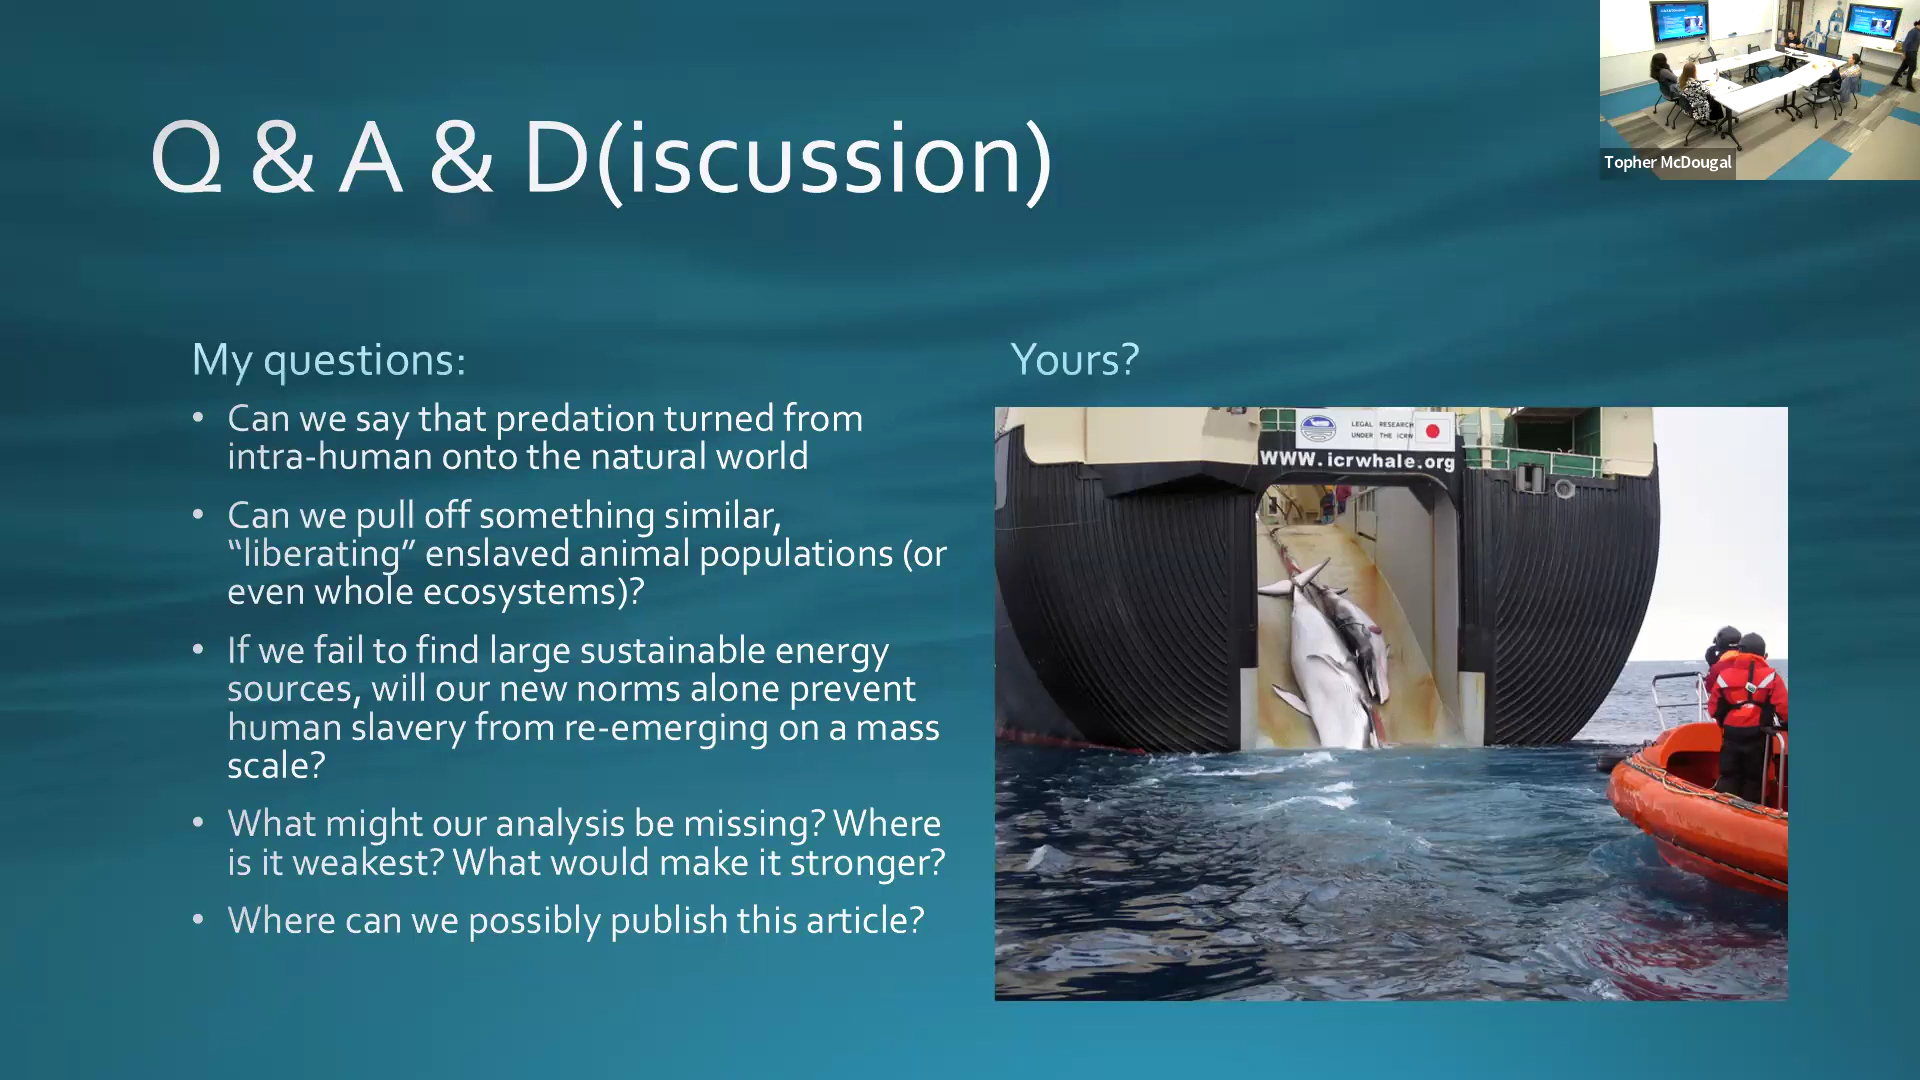 Q & A & D(iscussion)
Topher McDougal
My questions:
• Can we say that predation turned from
intra-human onto the natural world
• Can we pull off something similar,
“liberating” enslaved animal populations (or
even whole ecosystems)?
• If we fail to find large sustainable energy
sources, will our new norms alone prevent
human slavery from re-emerging on a mass
scale?
• What might our analysis be missing? Where
is it weakest? What would make it stronger?
• Where can we possibly publish this article?
Yours?
LEGAL RESEARCH
UNDER THE ICRW
WWW.icrwhale.org